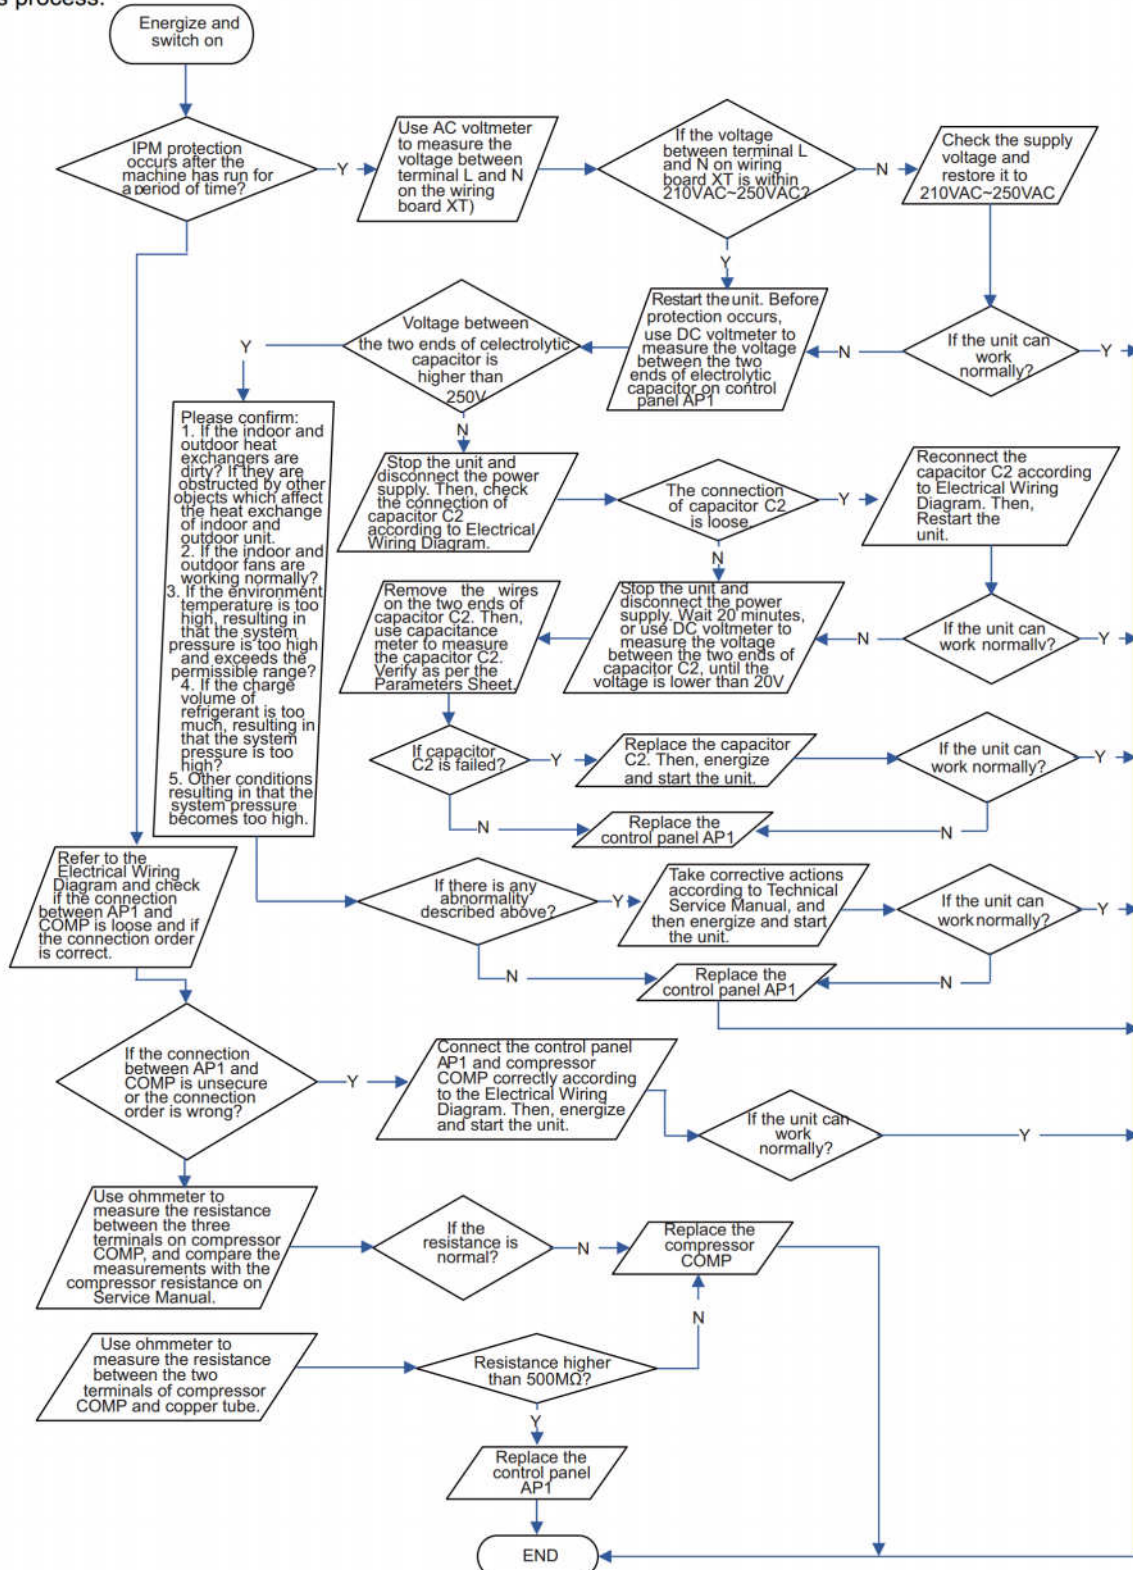 s process:
Energize and
switch on
IPM protection
occurs after the
machine has run for
a period of time?
Y
Use AC voltmeter
to measure the
voltage between
terminal L and N
on the wiring
board XT)
If the voltage
between terminal L
and N on wiring
board XT is within
210VAC~250VAC?
N
Check the supply
voltage and
restore it to
210VAC~250VAC
Y
Voltage between
the two ends of celectrolytic
capacitor is
higher than
250V
Y
Restart the unit. Before
protection occurs,
use DC voltmeter to
measure the voltage
between the two
ends of electrolytic
capacitor on control
panel AP1
N
If the unit can
work
normally?
Y
N
Please confirm:
1. If the indoor and
outdoor heat
exchangers are
dirty? If they are
obstructed by other
objects which affect
the heat exchange
of indoor and
outdoor unit.
2. If the indoor and
outdoor fans are
working normally?
3. If the environment
temperature is too
high, resulting in
that the system
pressure is too high
and exceeds the
permissible range?
4. If the charge
volume of
refrigerant is too
much, resulting in
that the system
pressure is too
high?
5. Other conditions
resulting in that the
system pressure
becomes too high.
Stop the unit and
disconnect the power
supply. Then, check
the connection of
capacitor C2
according to Electrical
Wiring Diagram.
The connection
of capacitor C2
is loose
Y
Reconnect the
capacitor C2 according
to Electrical Wiring
Diagram. Then,
Restart the
unit.
N
Remove the wires
on the two ends of
capacitor C2. Then,
use capacitance
meter to measure
the capacitor C2.
Verify as per the
Parameters Sheet.
Stop the unit and
disconnect the power
supply. Wait 20 minutes,
or use DC voltmeter to
measure the voltage
between the two ends of
capacitor C2, until the
voltage is lower than 20V
N
If the unit can
work normally?
Y
If capacitor
C2 is failed?
Y
Replace the capacitor
C2. Then, energize
and start the unit.
If the unit can
work normally?
Y
N
Replace the
control panel AP1
N
Refer to the
Electrical Wiring
Diagram and check
if the connection
between AP1 and
COMP is loose and if
the connection order
is correct.
If there is any
abnormality
described above?
Y
Take corrective actions
according to Technical
Service Manual, and
then energize and start
the unit.
If the unit can
work normally?
Y
N
Replace the
control panel AP1
N
If the connection
between AP1 and
COMP is unsecure
or the connection
order is wrong?
Y
Connect the control panel
AP1 and compressor
COMP correctly according
to the Electrical Wiring
Diagram. Then, energize
and start the unit.
If the unit can
work
normally?
Y
Use ohmmeter to
measure the resistance
between the three
terminals on compressor
COMP, and compare the
measurements with the
compressor resistance on
Service Manual.
If the
resistance is
normal?
N
Replace the
compressor
COMP
N
Use ohmmeter to
measure the resistance
between the two
terminals of compressor
COMP and copper tube.
Resistance higher
than 500MΩ?
Y
Replace the
control panel
AP1
END